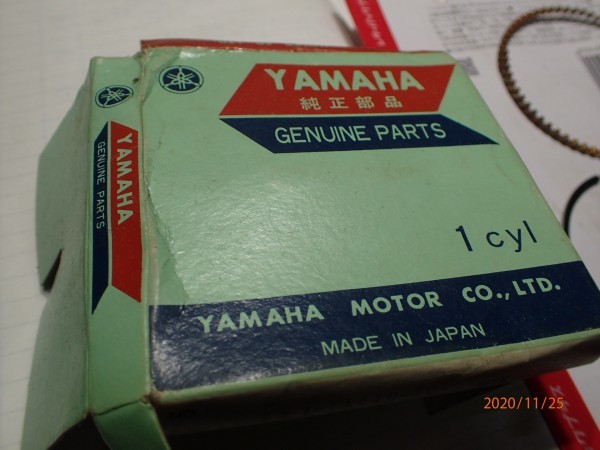 YAMAHA
純正部品
GENUINE PARTS
1 cyl
YAMAHA MOTOR CO., LTD.
MADE IN JAPAN
YAMAHA
GENUINE PARTS
2020/11/25